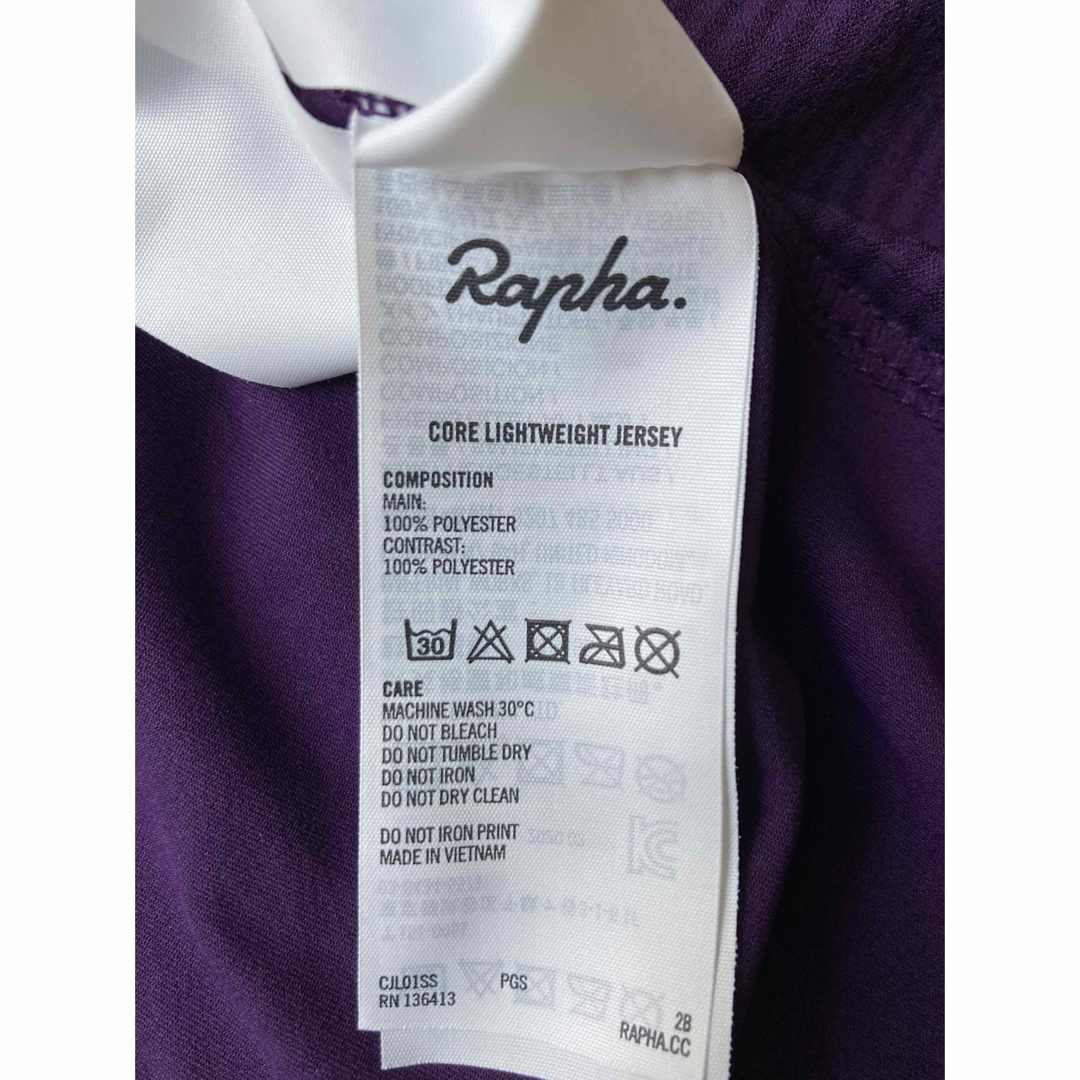 Rapha.
CORE LIGHTWEIGHT JERSEY
COMPOSITION
MAIN:
100% POLYESTER
CONTRAST:
100% POLYESTER
30
CARE
MACHINE WASH 30°C
DO NOT BLEACH
DO NOT TUMBLE DRY
DO NOT IRON
DO NOT DRY CLEAN
DO NOT IRON PRINT
MADE IN VIETNAM
CJL01SS PGS
RN 136413
2B
RAPHA.CC